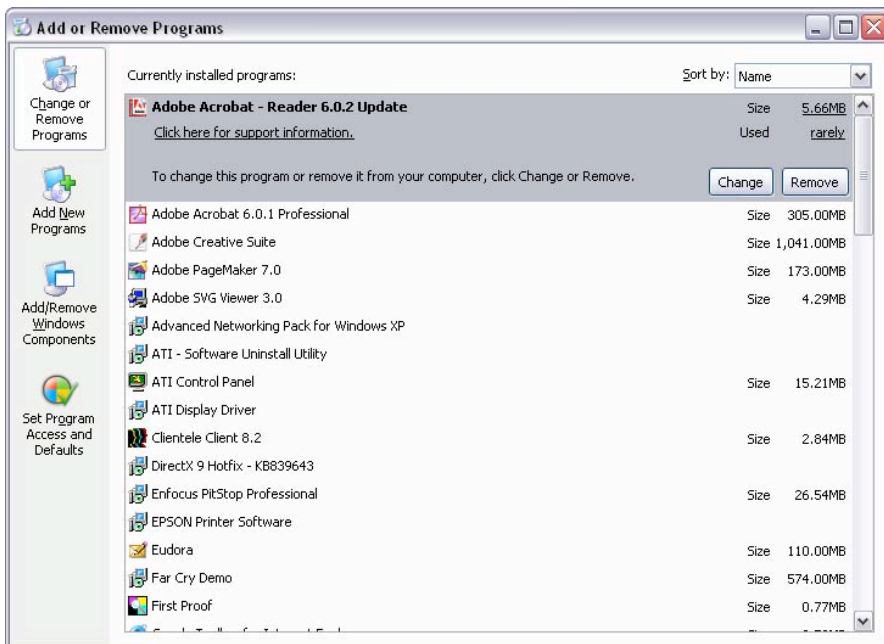 Add or Remove Programs
Change or
Remove
Programs
Add New
Programs
Add/Remove
Windows
Components
Set Program
Access and
Defaults
Currently installed programs:
Sort by: Name
Adobe Acrobat - Reader 6.0.2 Update Size 5.66MB
Click here for support information. Used rarely
To change this program or remove it from your computer, click Change or Remove. Change Remove
Adobe Acrobat 6.0.1 Professional Size 305.00MB
Adobe Creative Suite Size 1,041.00MB
Adobe PageMaker 7.0 Size 173.00MB
Adobe SVG Viewer 3.0 Size 4.29MB
Advanced Networking Pack for Windows XP
ATI - Software Uninstall Utility
ATI Control Panel Size 15.21MB
ATI Display Driver
Clientele Client 8.2 Size 2.84MB
DirectX 9 Hotfix - KB839643
Enfocus PitStop Professional Size 26.54MB
EPSON Printer Software
Eudora Size 110.00MB
Far Cry Demo Size 574.00MB
First Proof Size 0.77MB